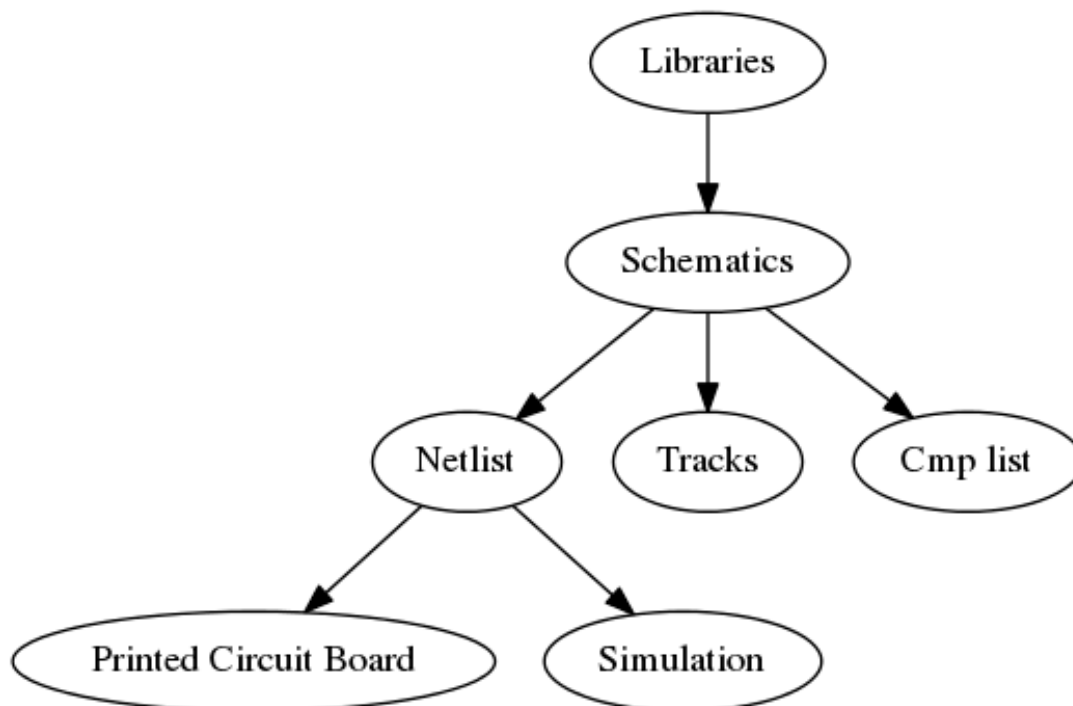 Libraries
Schematics
Netlist
Tracks
Cmp list
Printed Circuit Board
Simulation